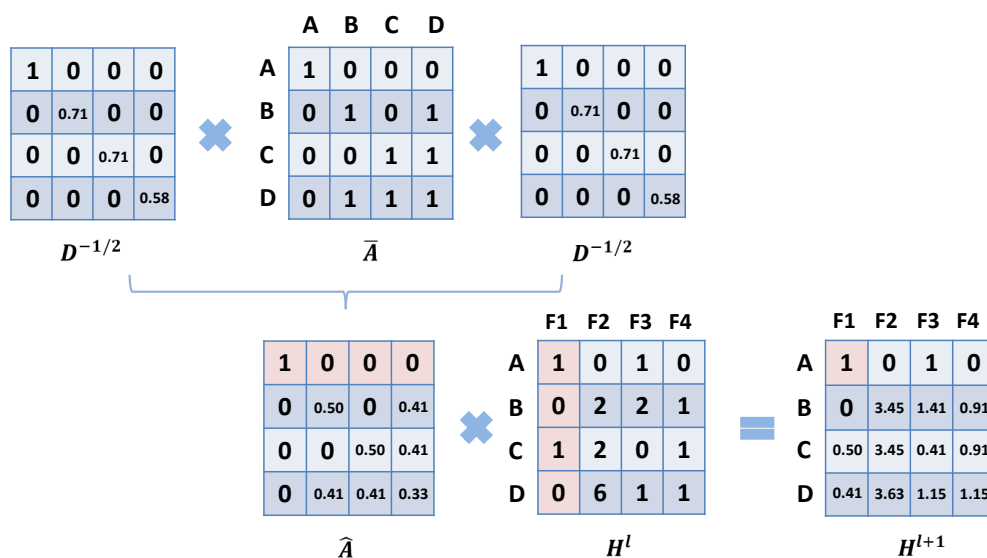 A B C D
1 0 0 0 A 1 0 0 0 1 0 0 0
0 0.71 0 0 B 0 1 0 1 0 0.71 0 0
0 0 0.71 0 C 0 0 1 1 0 0 0.71 0
0 0 0 0.58 D 0 1 1 1 0 0 0 0.58
D^{-1/2} A̅ D^{-1/2}
F1 F2 F3 F4 F1 F2 F3 F4
1 0 0 0 A 1 0 1 0 = A 1 0 1 0
0 0.50 0 0.41 B 0 2 2 1 B 0 3.45 1.41 0.91
0 0 0.50 0.41 C 1 2 0 1 C 0.50 3.45 0.41 0.91
0 0.41 0.41 0.33 D 0 6 1 1 D 0.41 3.63 1.15 1.15
Â H^l H^{l+1}